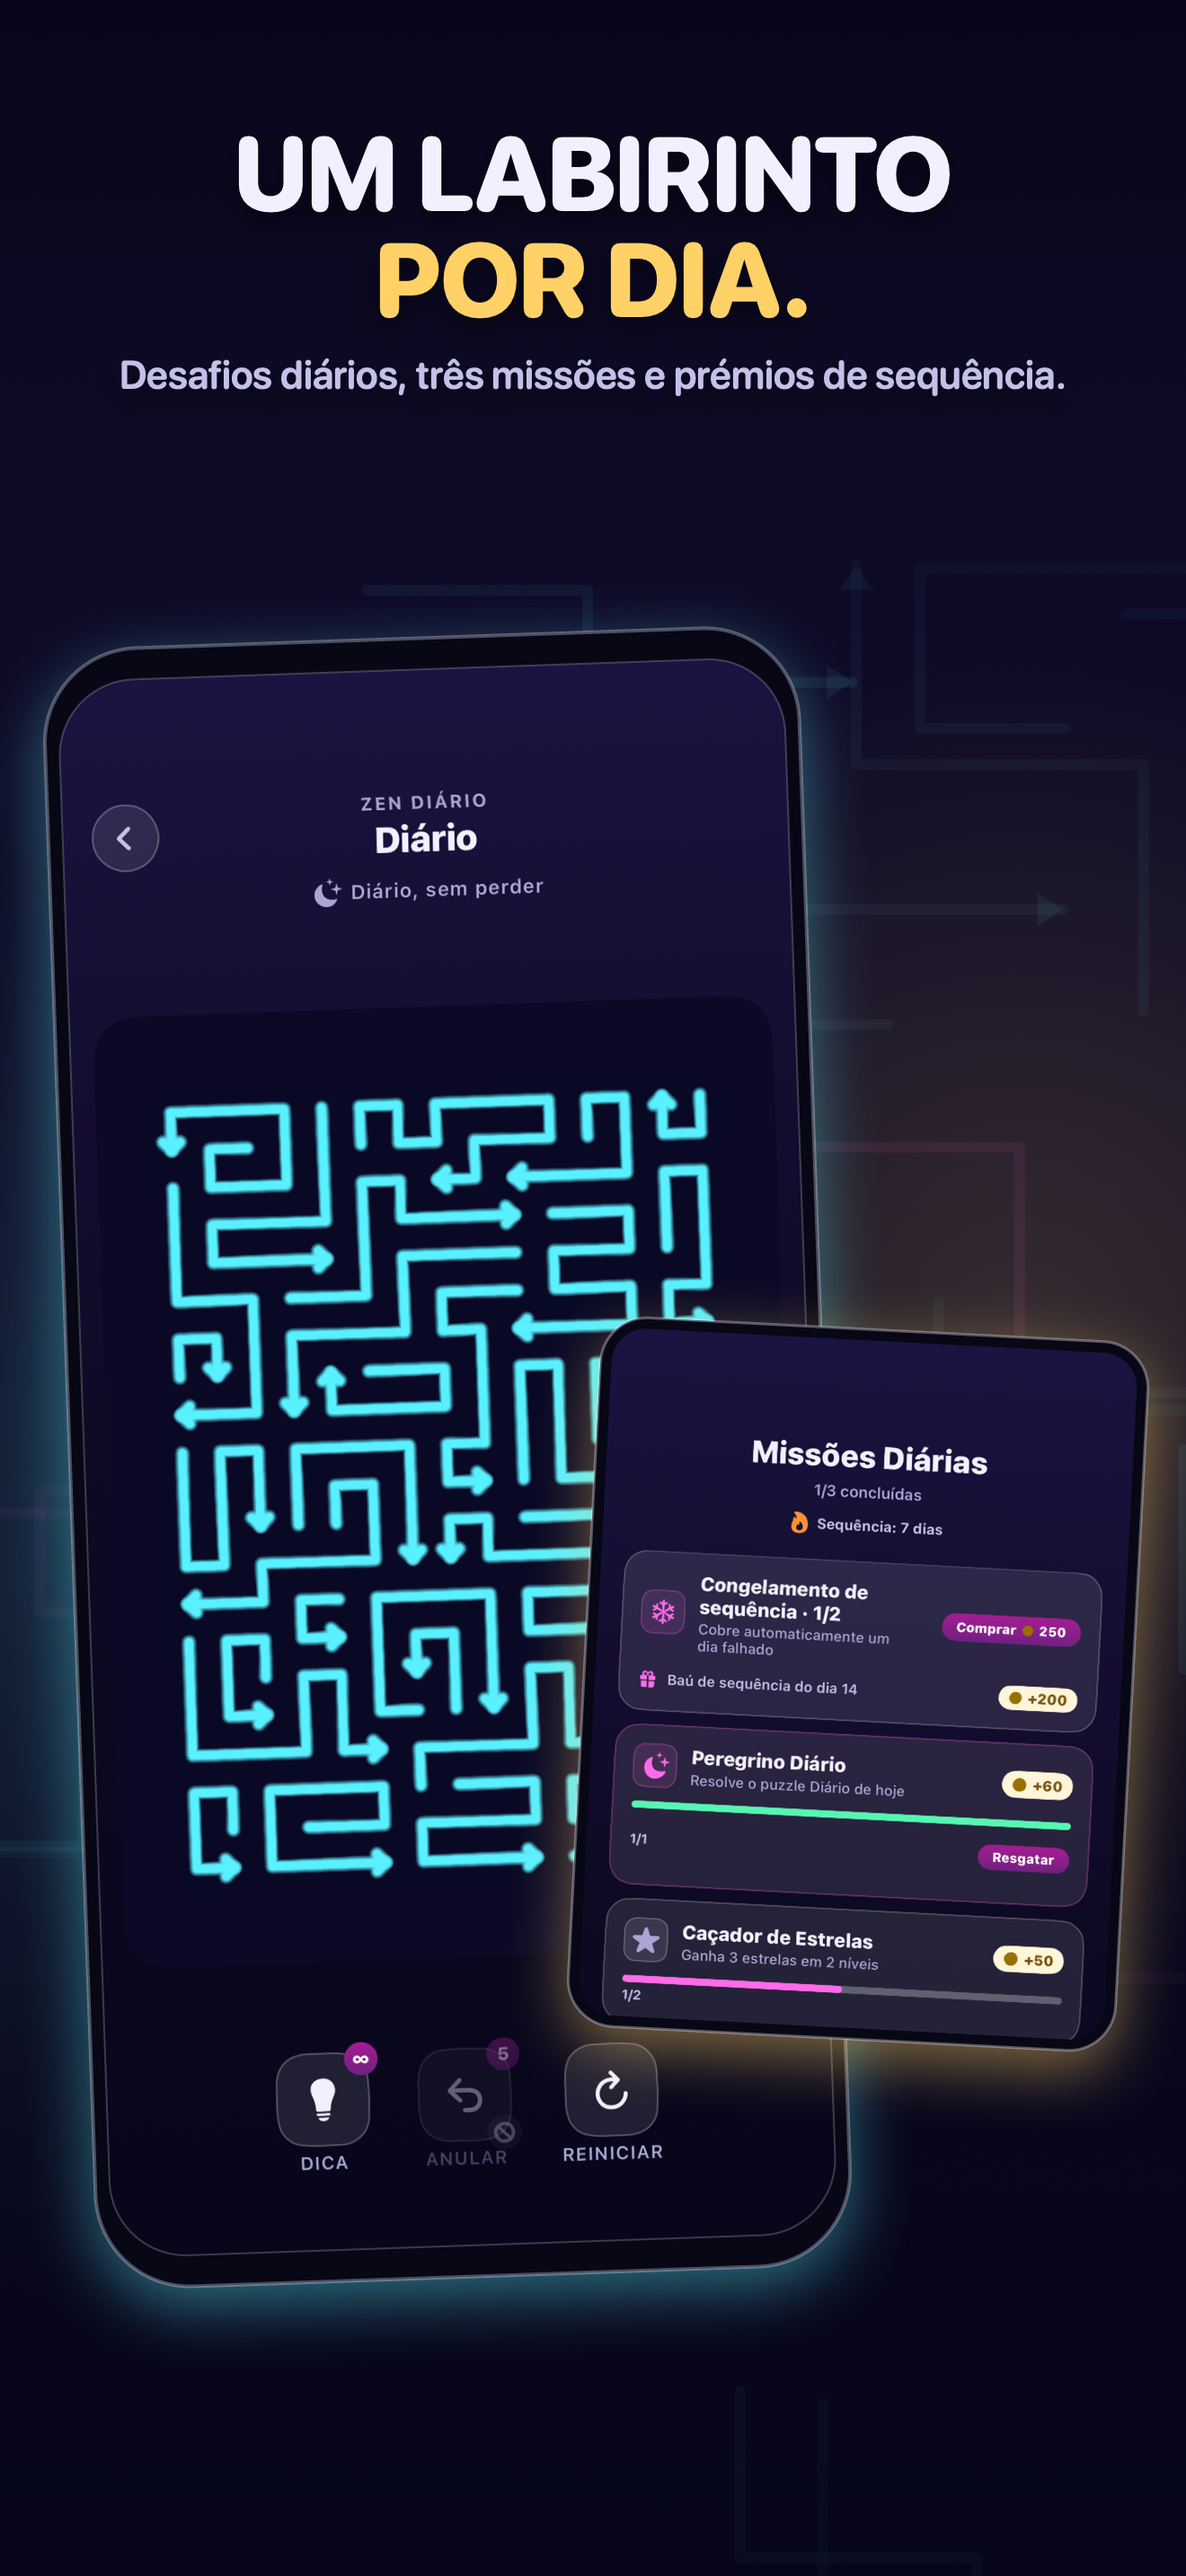 UM LABIRINTO
POR DIA.
Desafios diários, três missões e prémios de sequência.
ZEN DIÁRIO
Diário
Diário, sem perder
Missões Diárias
1/3 concluídas
Sequência: 7 dias
Congelamento de
sequência · 1/2
Cobre automaticamente um
dia falhado
Comprar 250
Baú de sequência do dia 14
+200
Peregrino Diário
Resolve o puzzle Diário de hoje
+60
1/1
Resgatar
Caçador de Estrelas
Ganha 3 estrelas em 2 níveis
+50
1/2
∞
5
DICA
ANULAR
REINICIAR